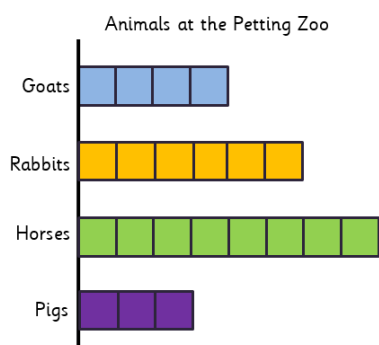 Animals at the Petting Zoo
Goats
Rabbits
Horses
Pigs